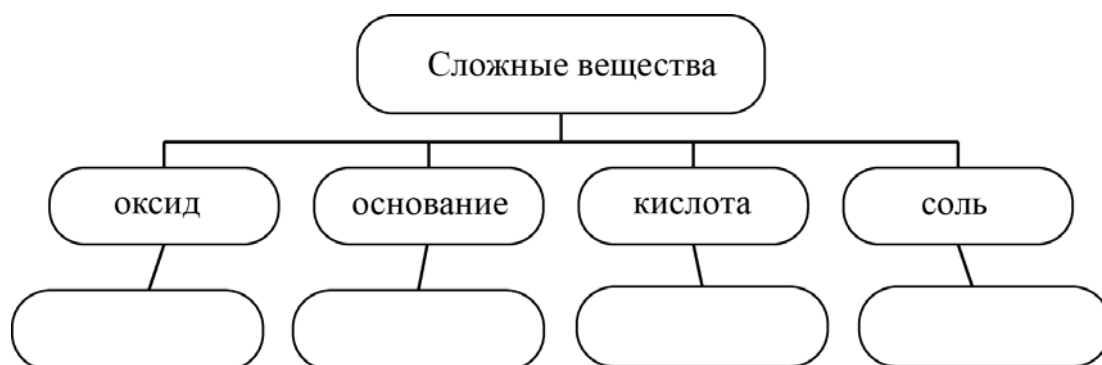 Сложные вещества
оксид
основание
кислота
соль